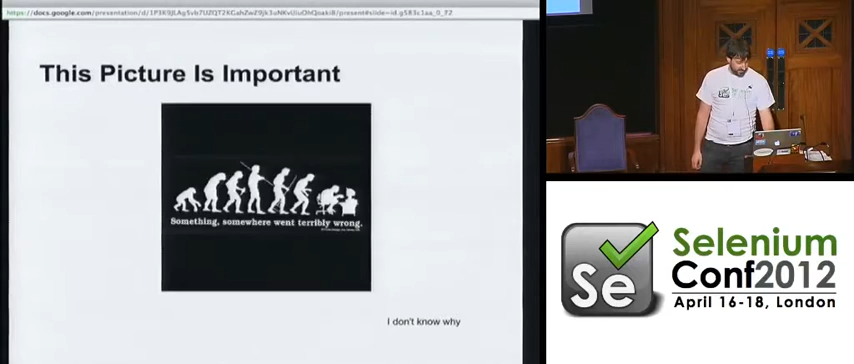 This Picture Is Important
Something, somewhere went terribly wrong.
I don't know why
Se
Selenium
Conf2012
April 16-18, London